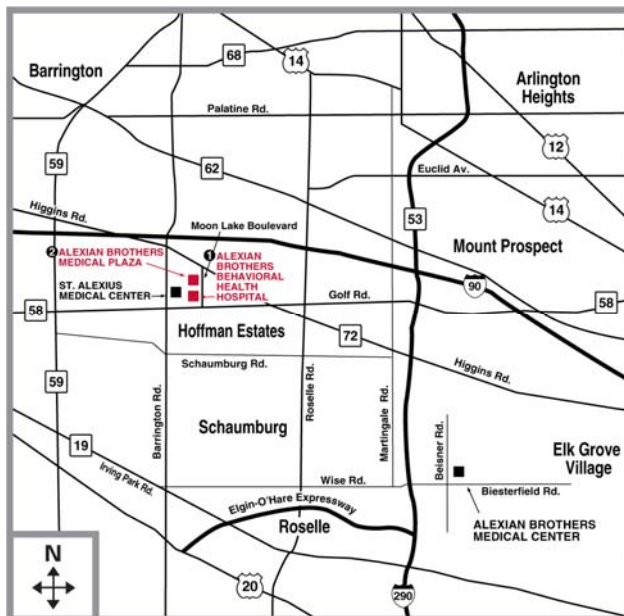 68
14
Barrington
Arlington
Heights
Palatine Rd.
12
59
62
Euclid Av.
Higgins Rd.
14
53
Moon Lake Boulevard
Mount Prospect
2 ALEXIAN BROTHERS
MEDICAL PLAZA
1 ALEXIAN
BROTHERS
BEHAVIORAL
HEALTH
HOSPITAL
ST. ALEXIUS
MEDICAL CENTER
90
58
Golf Rd.
58
Hoffman Estates
72
Schaumburg Rd.
Higgins Rd.
59
Barrington Rd.
Roselle Rd.
Martingale Rd.
Schaumburg
Beisner Rd.
19
Irving Park Rd.
Elk Grove
Village
Wise Rd.
Biesterfield Rd.
Elgin-O'Hare Expressway
Roselle
ALEXIAN BROTHERS
MEDICAL CENTER
N
20
290